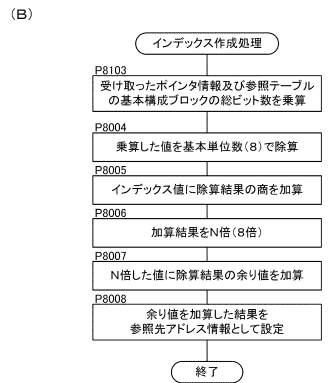 (B)
インデックス作成処理
P8103
受け取ったポインタ情報及び参照テーブル
の基本構成ブロックの総ビット数を乗算
P8004
乗算した値を基本単位数(8)で除算
P8005
インデックス値に除算結果の商を加算
P8006
加算結果をN倍(8倍)
P8007
N倍した値に除算結果の余り値を加算
P8008
余り値を加算した結果を
参照先アドレス情報として設定
終了